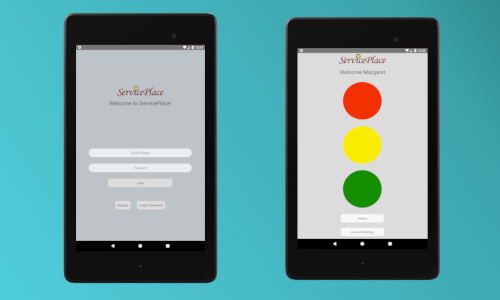 ServicePlace
Welcome to ServicePlace!
Email Address
Password
Login
Register
Forgot Password?
ServicePlace
Welcome Margaret
History
Account Settings